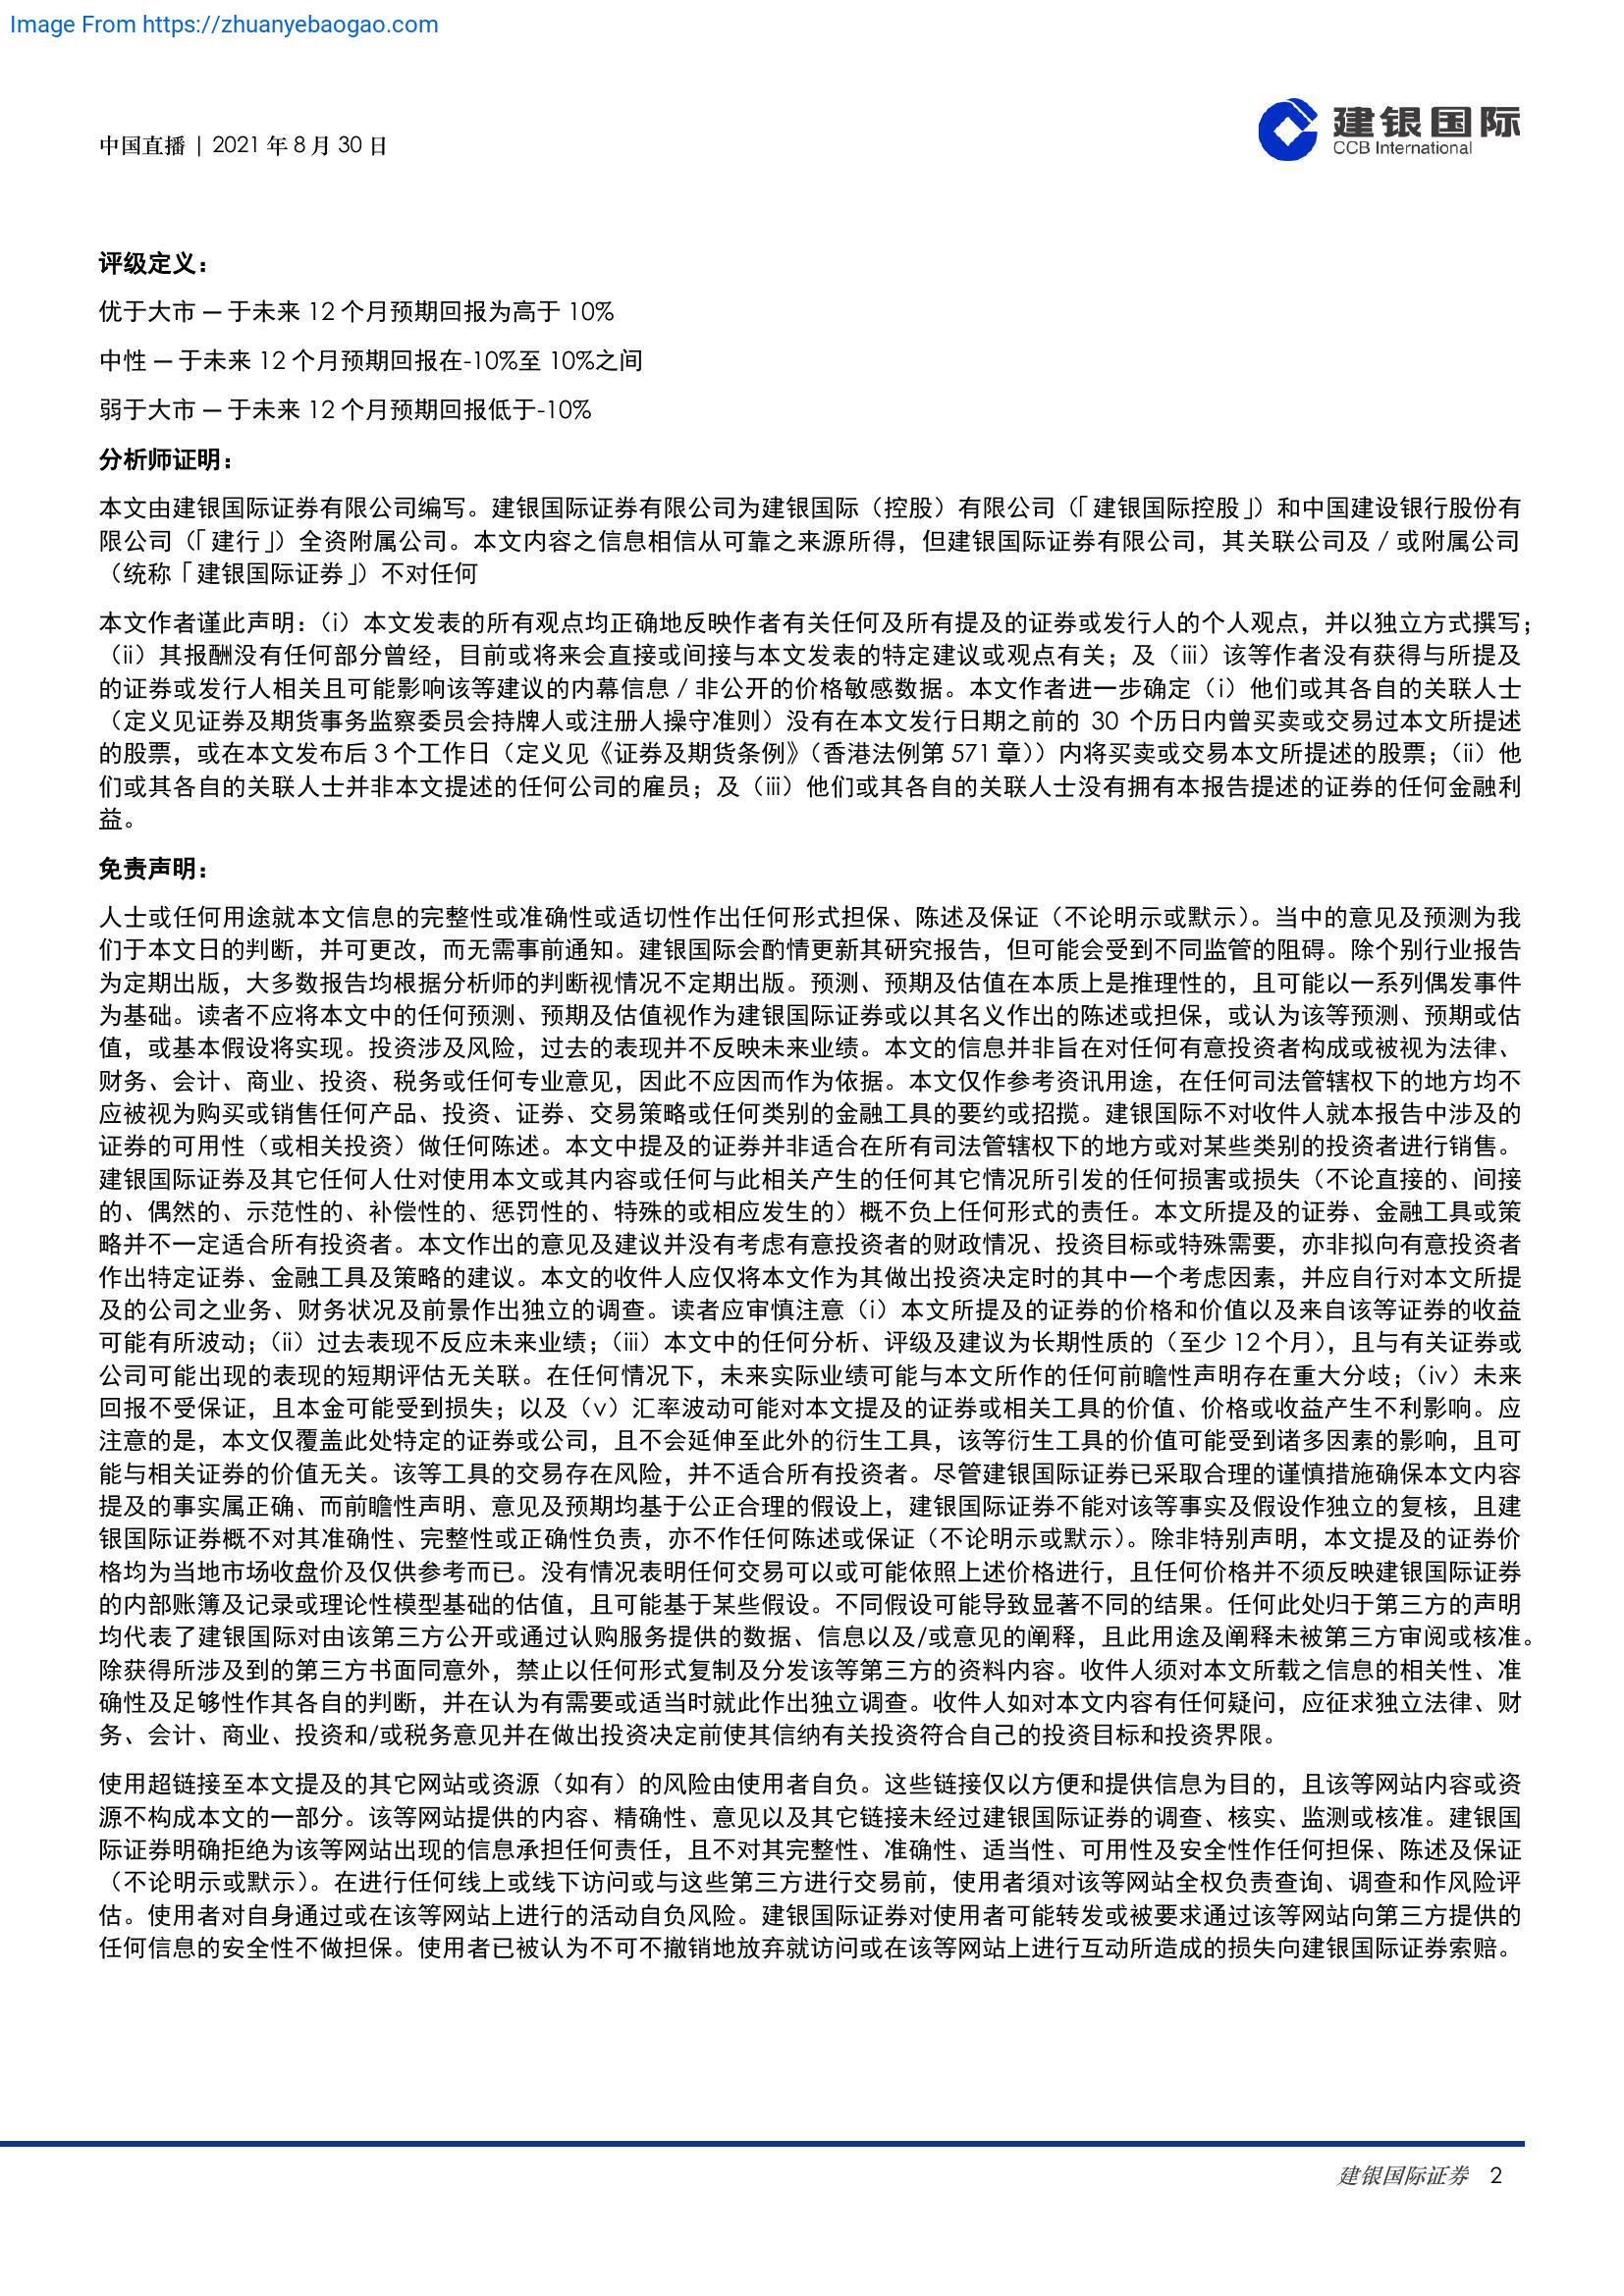 Image From https://zhuanyebaogao.com
中国直播 | 2021 年 8 月 30 日
建银国际
CCB International
评级定义：
优于大市 — 于未来 12 个月预期回报为高于 10%
中性 — 于未来 12 个月预期回报在-10%至 10%之间
弱于大市 — 于未来 12 个月预期回报低于-10%
分析师证明：
本文由建银国际证券有限公司编写。建银国际证券有限公司为建银国际（控股）有限公司（「建银国际控股」）和中国建设银行股份有
限公司（「建行」）全资附属公司。本文内容之信息相信从可靠之来源所得，但建银国际证券有限公司，其关联公司及 / 或附属公司
（统称「建银国际证券」）不对任何
本文作者谨此声明：（i）本文发表的所有观点均正确地反映作者有关任何及所有提及的证券或发行人的个人观点，并以独立方式撰写；
（ii）其报酬没有任何部分曾经，目前或将来会直接或间接与本文发表的特定建议或观点有关；及（iii）该等作者没有获得与所提及
的证券或发行人相关且可能影响该等建议的内幕信息 / 非公开的价格敏感数据。本文作者进一步确定（i）他们或其各自的关联人士
（定义见证券及期货事务监察委员会持牌人或注册人操守准则）没有在本文发行日期之前的 30 个历日内曾买卖或交易过本文所提述
的股票，或在本文发布后 3 个工作日（定义见《证券及期货条例》（香港法例第 571 章））内将买卖或交易本文所提述的股票；（ii）他
们或其各自的关联人士并非本文提述的任何公司的雇员；及（iii）他们或其各自的关联人士没有拥有本报告提述的证券的任何金融利
益。
免责声明：
人士或任何用途就本文信息的完整性或准确性或适切性作出任何形式担保、陈述及保证（不论明示或默示）。当中的意见及预测为我
们于本文日的判断，并可更改，而无需事前通知。建银国际会酌情更新其研究报告，但可能会受到不同监管的阻碍。除个别行业报告
为定期出版，大多数报告均根据分析师的判断视情况不定期出版。预测、预期及估值在本质上是推理性的，且可能以一系列偶发事件
为基础。读者不应将本文中的任何预测、预期及估值视作为建银国际证券或以其名义作出的陈述或担保，或认为该等预测、预期或估
值，或基本假设将实现。投资涉及风险，过去的表现并不反映未来业绩。本文的信息并非旨在对任何有意投资者构成或被视为法律、
财务、会计、商业、投资、税务或任何专业意见，因此不应因而作为依据。本文仅作参考资讯用途，在任何司法管辖权下的地方均不
应被视为购买或销售任何产品、投资、证券、交易策略或任何类别的金融工具的要约或招揽。建银国际不对收件人就本报告中涉及的
证券的可用性（或相关投资）做任何陈述。本文中提及的证券并非适合在所有司法管辖权下的地方或对某些类别的投资者进行销售。
建银国际证券及其它任何人仕对使用本文或其内容或任何与此相关产生的任何其它情况所引发的任何损害或损失（不论直接的、间接
的、偶然的、示范性的、补偿性的、惩罚性的、特殊的或相应发生的）概不负上任何形式的责任。本文所提及的证券、金融工具或策
略并不一定适合所有投资者。本文作出的意见及建议并没有考虑有意投资者的财政情况、投资目标或特殊需要，亦非拟向有意投资者
作出特定证券、金融工具及策略的建议。本文的收件人应仅将本文作为其做出投资决定时的其中一个考虑因素，并应自行对本文所提
及的公司之业务、财务状况及前景作出独立的调查。读者应审慎注意（i）本文所提及的证券的价格和价值以及来自该等证券的收益
可能有所波动；（ii）过去表现不反应未来业绩；（iii）本文中的任何分析、评级及建议为长期性质的（至少 12 个月），且与有关证券或
公司可能出现的表现的短期评估无关联。在任何情况下，未来实际业绩可能与本文所作的任何前瞻性声明存在重大分歧；（iv）未来
回报不受保证，且本金可能受到损失；以及（v）汇率波动可能对本文提及的证券或相关工具的价值、价格或收益产生不利影响。应
注意的是，本文仅覆盖此处特定的证券或公司，且不会延伸至此外的衍生工具，该等衍生工具的价值可能受到诸多因素的影响，且可
能与相关证券的价值无关。该等工具的交易存在风险，并不适合所有投资者。尽管建银国际证券已采取合理的谨慎措施确保本文内容
提及的事实属正确、而前瞻性声明、意见及预期均基于公正合理的假设上，建银国际证券不能对该等事实及假设作独立的复核，且建
银国际证券概不对其准确性、完整性或正确性负责，亦不作任何陈述或保证（不论明示或默示）。除非特别声明，本文提及的证券价
格均为当地市场收盘价及仅供参考而已。没有情况表明任何交易可以或可能依照上述价格进行，且任何价格并不须反映建银国际证券
的内部账簿及记录或理论性模型基础的估值，且可能基于某些假设。不同假设可能导致显著不同的结果。任何此处归于第三方的声明
均代表了建银国际对由该第三方公开或通过认购服务提供的数据、信息以及/或意见的阐释，且此用途及阐释未被第三方审阅或核准。
除获得所涉及到的第三方书面同意外，禁止以任何形式复制及分发该等第三方的资料内容。收件人须对本文所载之信息的相关性、准
确性及足够性作其各自的判断，并在认为有需要或适当时就此作出独立调查。收件人如对本文内容有任何疑问，应征求独立法律、财
务、会计、商业、投资和/或税务意见并在做出投资决定前使其信纳有关投资符合自己的投资目标和投资界限。
使用超链接至本文提及的其它网站或资源（如有）的风险由使用者自负。这些链接仅以方便和提供信息为目的，且该等网站内容或资
源不构成本文的一部分。该等网站提供的内容、精确性、意见以及其它链接未经过建银国际证券的调查、核实、监测或核准。建银国
际证券明确拒绝为该等网站出现的信息承担任何责任，且不对其完整性、准确性、适当性、可用性及安全性作任何担保、陈述及保证
（不论明示或默示）。在进行任何线上或线下访问或与这些第三方进行交易前，使用者須对该等网站全权负责查询、调查和作风险评
估。使用者对自身通过或在该等网站上进行的活动自负风险。建银国际证券对使用者可能转发或被要求通过该等网站向第三方提供的
任何信息的安全性不做担保。使用者已被认为不可不撤销地放弃就访问或在该等网站上进行互动所造成的损失向建银国际证券索赔。
建银国际证券 2